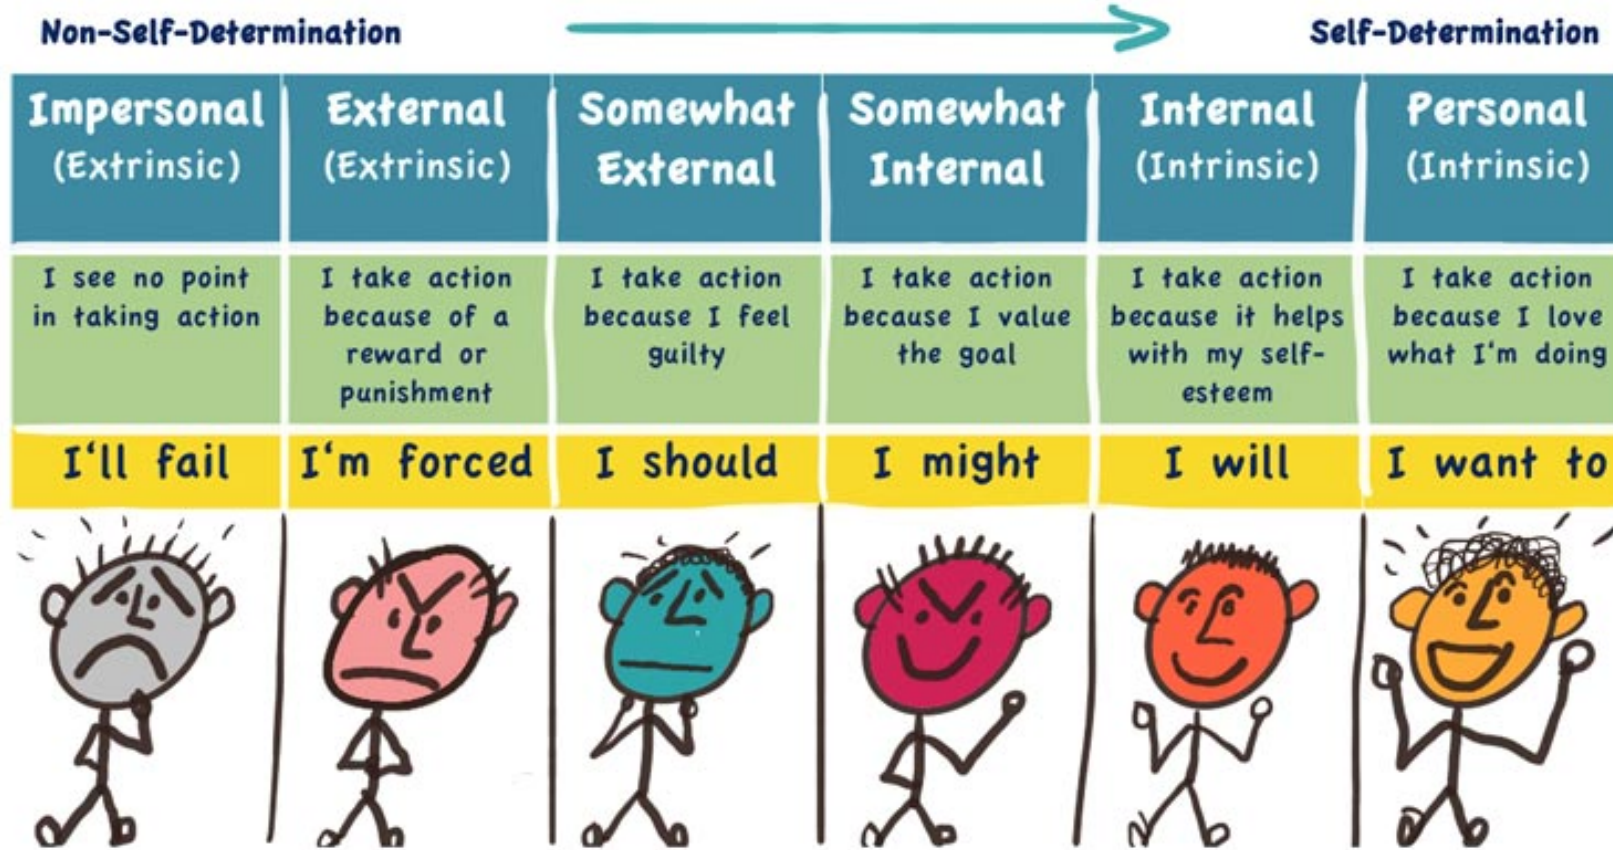 Non-Self-Determination
Self-Determination
Impersonal
(Extrinsic)
External
(Extrinsic)
Somewhat
External
Somewhat
Internal
Internal
(Intrinsic)
Personal
(Intrinsic)
I see no point
in taking action
I take action
because of a
reward or
punishment
I take action
because I feel
guilty
I take action
because I value
the goal
I take action
because it helps
with my self-
esteem
I take action
because I love
what I'm doing
I'll fail
I'm forced
I should
I might
I will
I want to